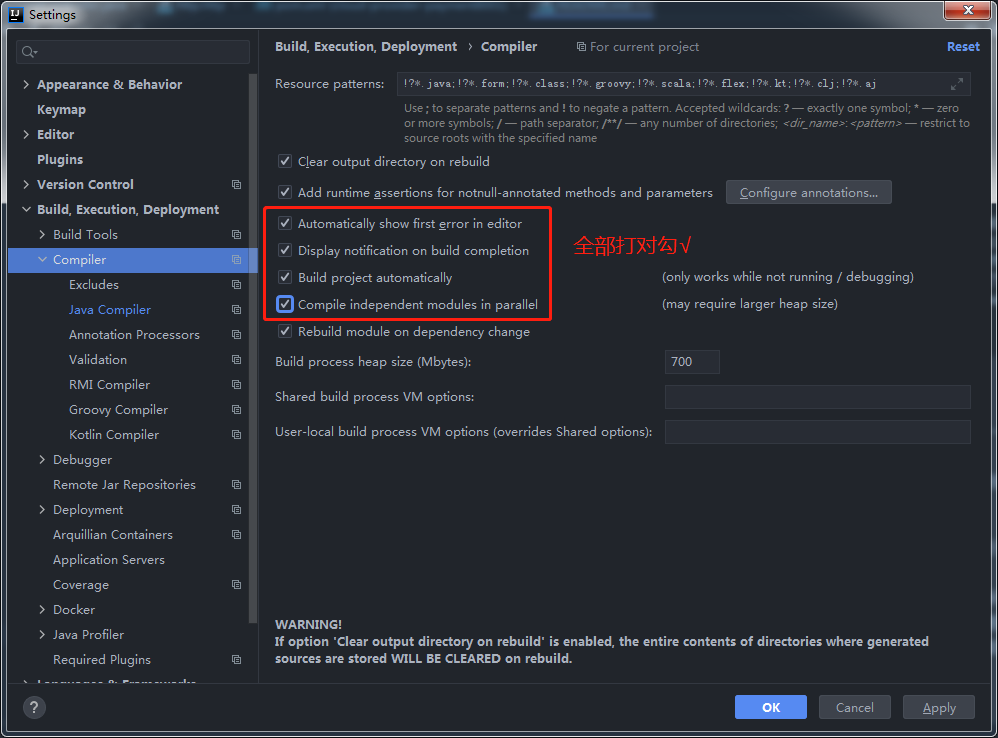 Settings
Appearance & Behavior
Keymap
Editor
Plugins
Version Control
Build, Execution, Deployment
Build Tools
Compiler
Excludes
Java Compiler
Annotation Processors
Validation
RMI Compiler
Groovy Compiler
Kotlin Compiler
Debugger
Remote Jar Repositories
Deployment
Arquillian Containers
Application Servers
Coverage
Docker
Java Profiler
Required Plugins
Languages & Frameworks
Build, Execution, Deployment › Compiler For current project Reset
Resource patterns: !?*.java;!?*.form;!?*.class;!?*.groovy;!?*.scala;!?*.flex;!?*.kt;!?*.clj;!?*.aj
Use ; to separate patterns and ! to negate a pattern. Accepted wildcards: ? — exactly one symbol; * — zero
or more symbols; / — path separator; /**/ — any number of directories; <dir_name>:<pattern> — restrict to
source roots with the specified name
Clear output directory on rebuild
Add runtime assertions for notnull-annotated methods and parameters Configure annotations...
Automatically show first error in editor
全部打对勾√
Display notification on build completion
Build project automatically (only works while not running / debugging)
Compile independent modules in parallel (may require larger heap size)
Rebuild module on dependency change
Build process heap size (Mbytes): 700
Shared build process VM options:
User-local build process VM options (overrides Shared options):
WARNING!
If option 'Clear output directory on rebuild' is enabled, the entire contents of directories where generated
sources are stored WILL BE CLEARED on rebuild.
? OK Cancel Apply